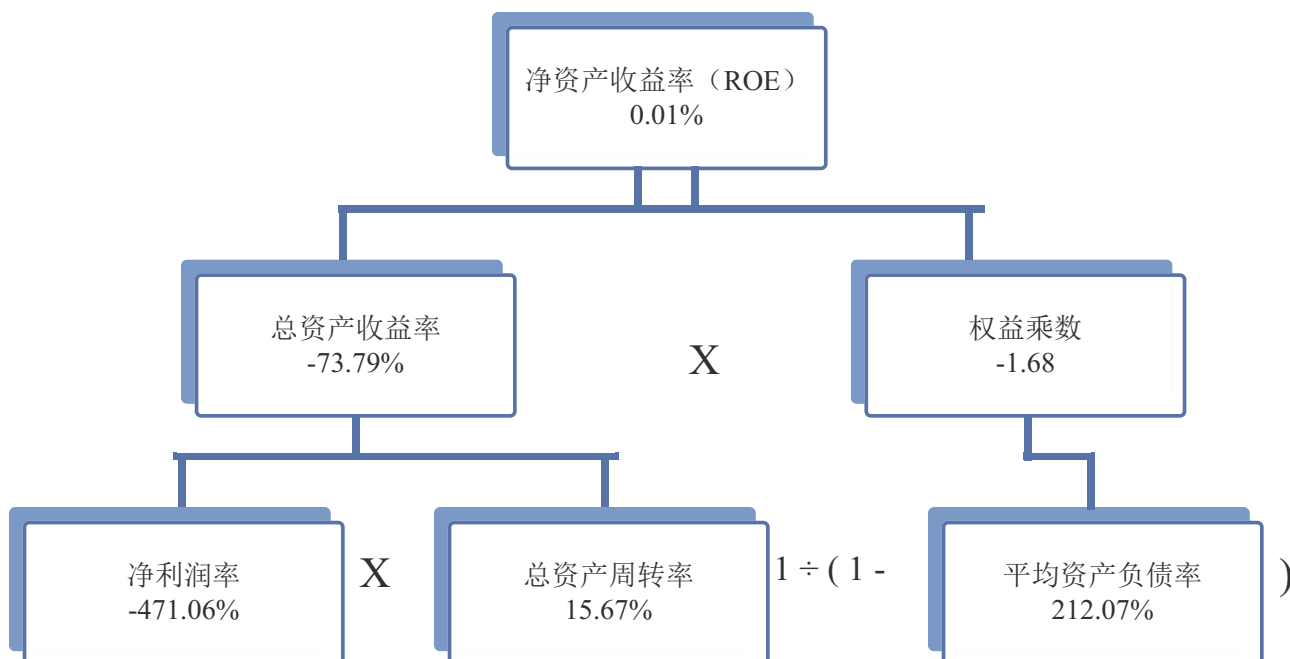 净资产收益率（ROE）
0.01%
总资产收益率
-73.79%
X
权益乘数
-1.68
净利润率
-471.06%
X
总资产周转率
15.67%
1 ÷ ( 1 -
平均资产负债率
212.07%
)